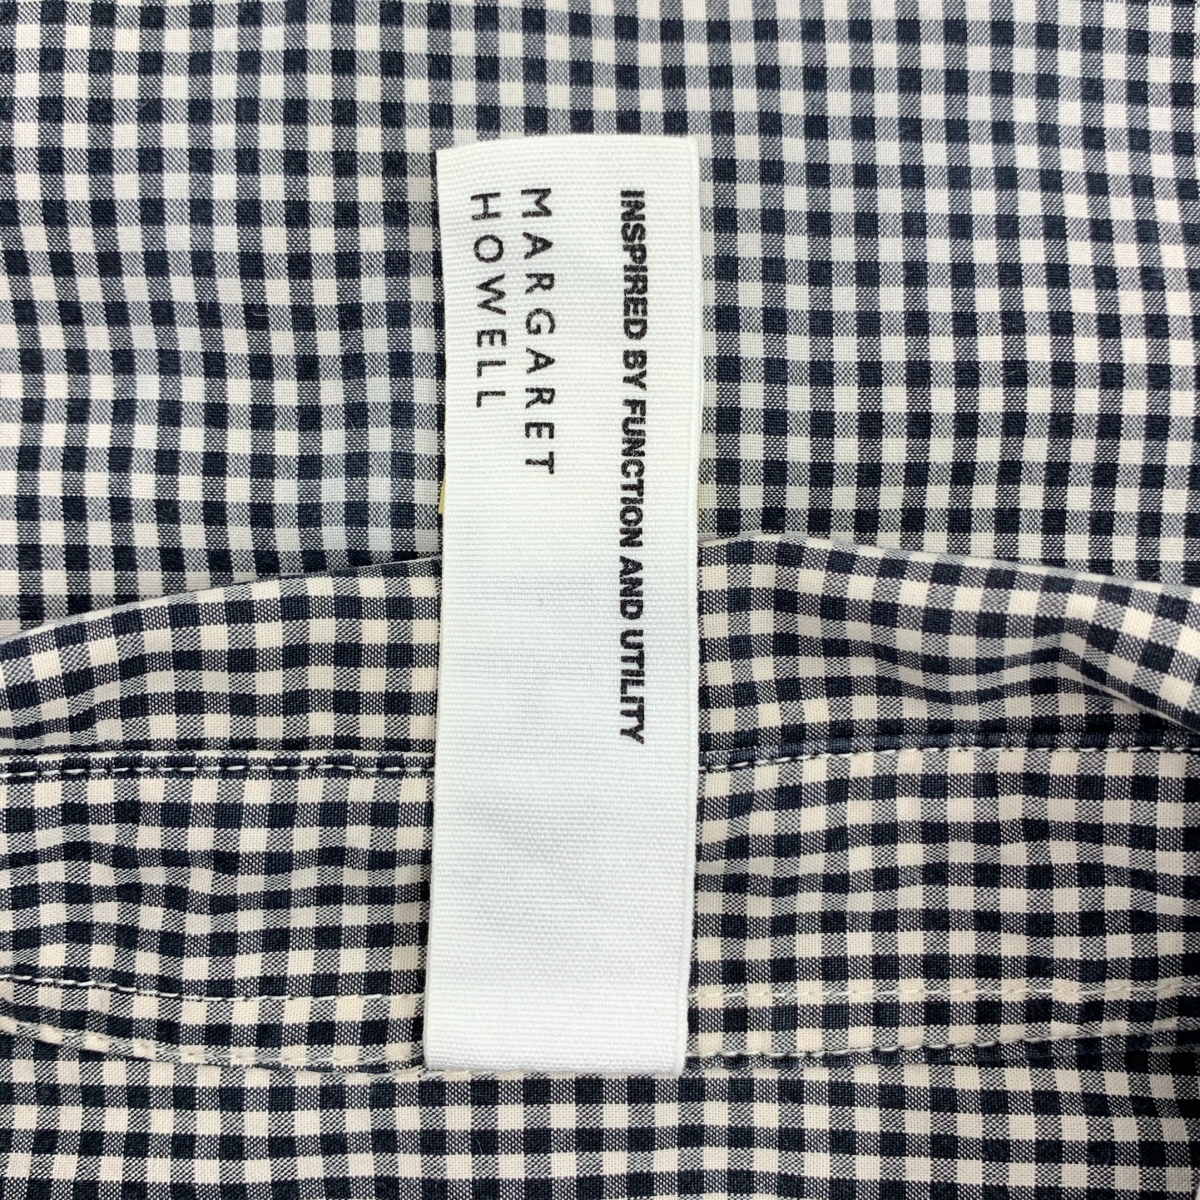 INSPIRED BY FUNCTION AND UTILITY
MARGARET
HOWELL